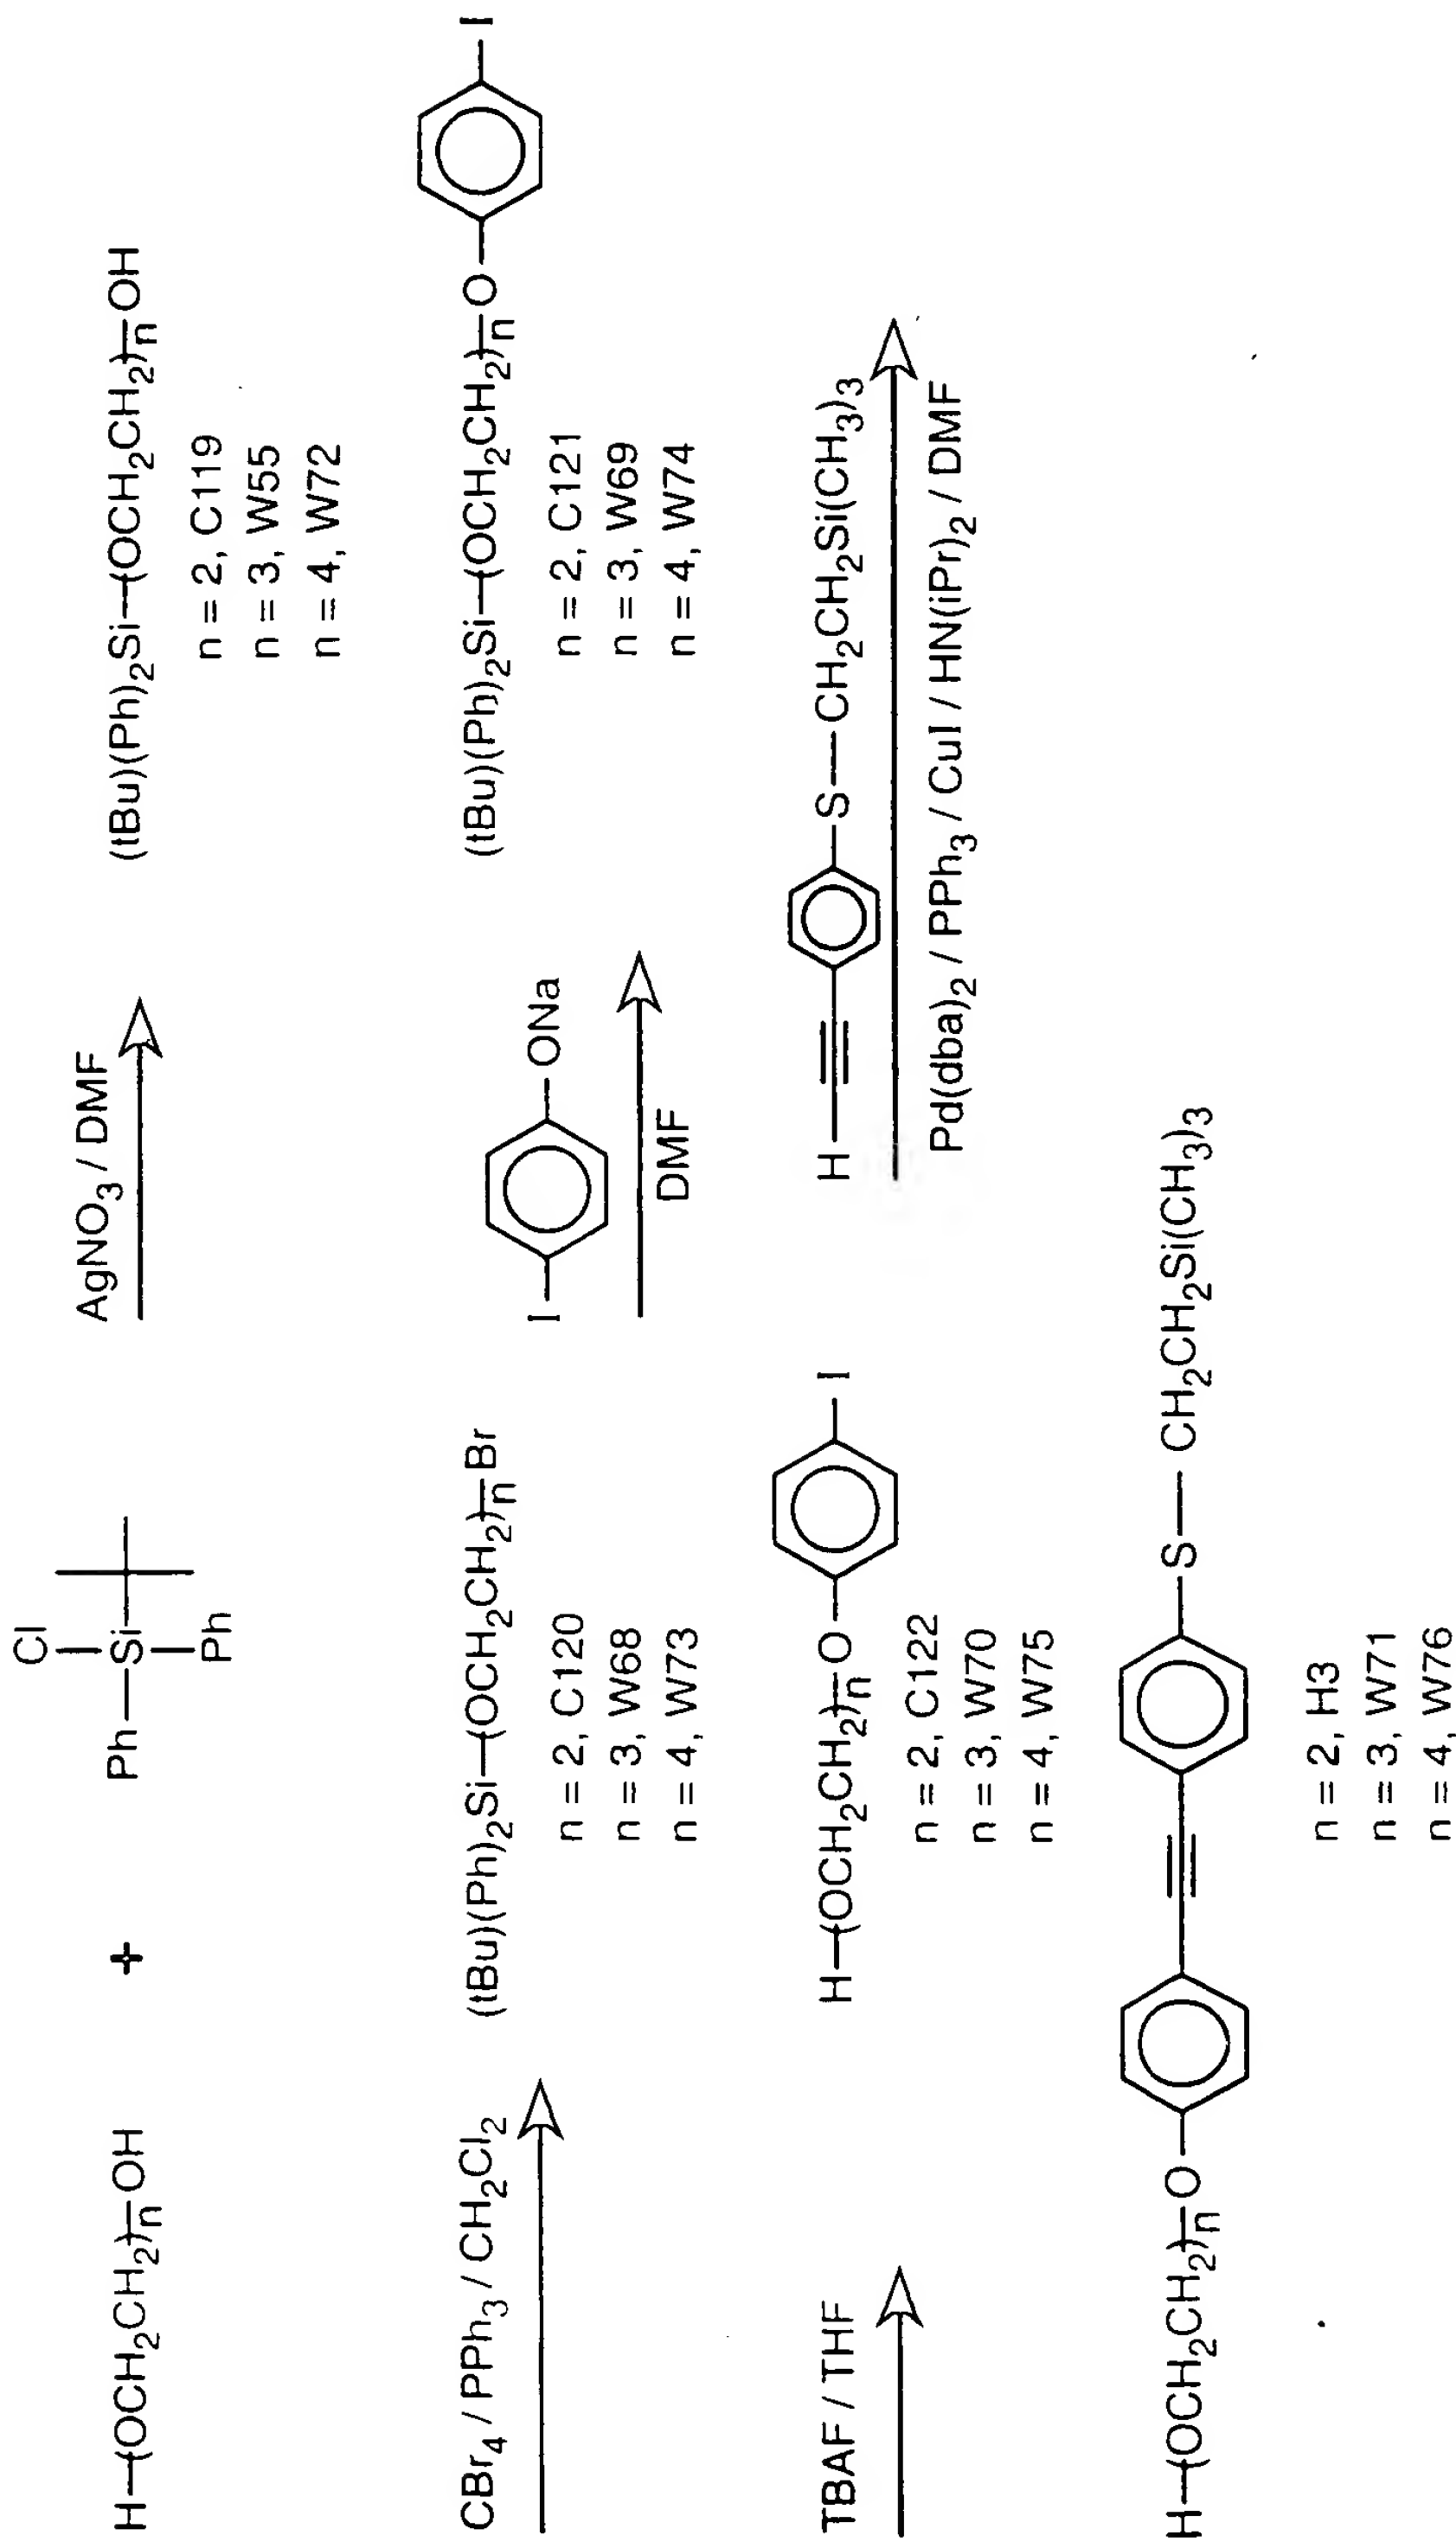 H—(OCH2CH2)n—OH + Cl
Ph—Si
Ph
AgNO3 / DMF
(tBu)(Ph)2Si—(OCH2CH2)n—OH
n = 2, C119
n = 3, W55
n = 4, W72
CBr4 / PPh3 / CH2Cl2
(tBu)(Ph)2Si—(OCH2CH2)n—Br
n = 2, C120
n = 3, W68
n = 4, W73
I—ONa
DMF
(tBu)(Ph)2Si—(OCH2CH2)n—O—I
n = 2, C121
n = 3, W69
n = 4, W74
TBAF / THF
H—(OCH2CH2)n—O—I
n = 2, C122
n = 3, W70
n = 4, W75
H—≡—S—CH2CH2Si(CH3)3
Pd(dba)2 / PPh3 / CuI / HN(iPr)2 / DMF
H—(OCH2CH2)n—O—≡—S—CH2CH2Si(CH3)3
n = 2, H3
n = 3, W71
n = 4, W76